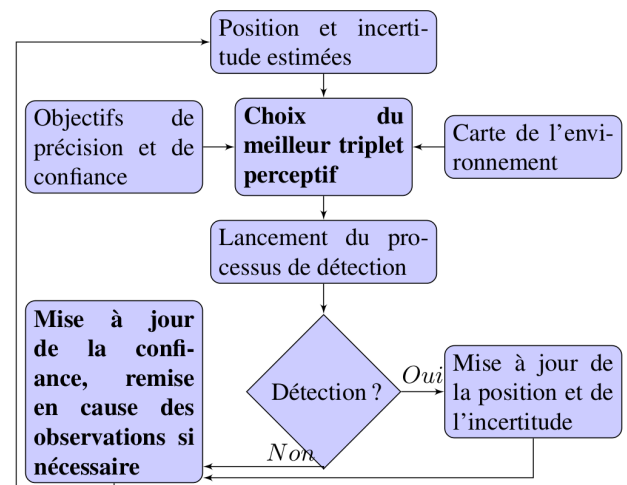 Position et incerti-
tude estimées
Objectifs de
précision et de
confiance
Choix du
meilleur triplet
perceptif
Carte de l'envi-
ronnement
Lancement du pro-
cessus de détection
Mise à jour
de la confi-
ance, remise
en cause des
observations si
nécessaire
Détection ?
Oui
Mise à jour de
la position et de
l'incertitude
Non